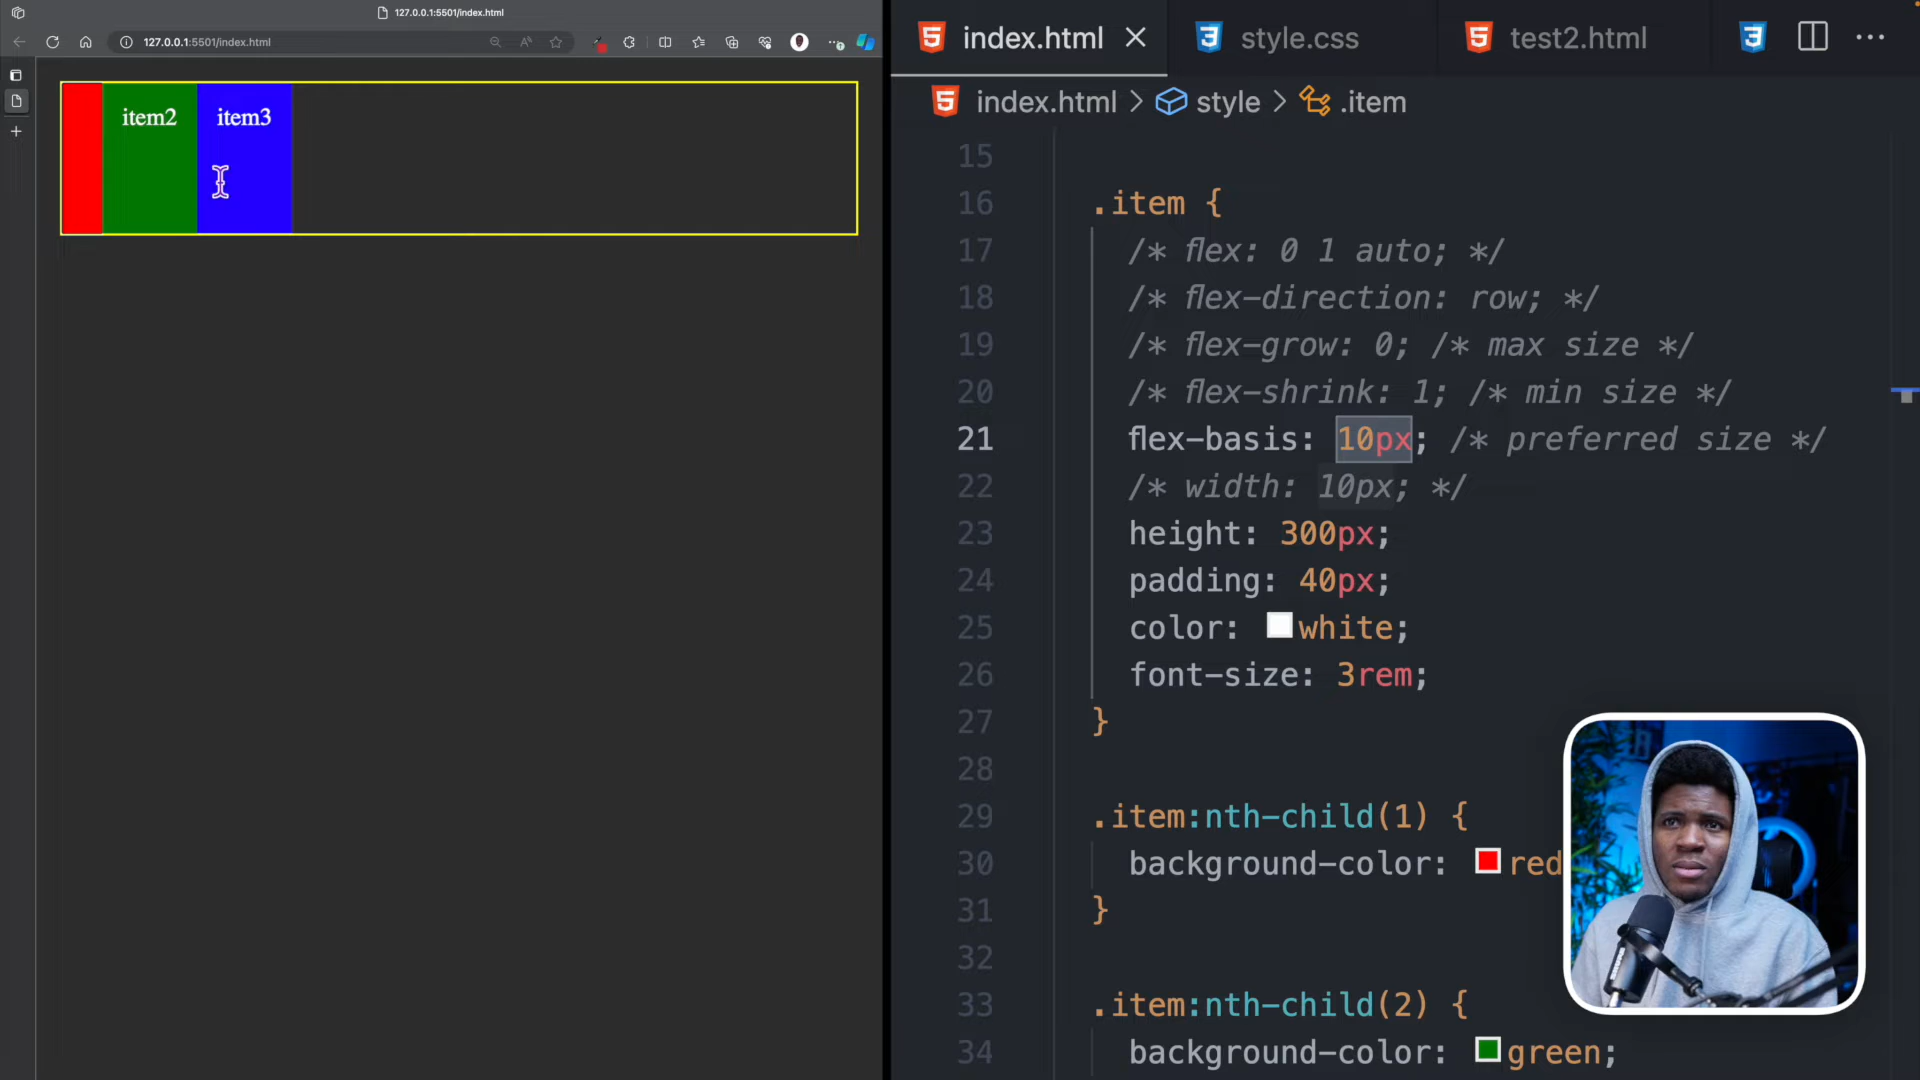 127.0.0.1:5501/index.html
127.0.0.1:5501/index.html
item2
item3
index.html
style.css
test2.html
index.html > style > .item
15
16 .item {
17 /* flex: 0 1 auto; */
18 /* flex-direction: row; */
19 /* flex-grow: 0; /* max size */
20 /* flex-shrink: 1; /* min size */
21 flex-basis: 10px; /* preferred size */
22 /* width: 10px; */
23 height: 300px;
24 padding: 40px;
25 color: white;
26 font-size: 3rem;
27 }
28
29 .item:nth-child(1) {
30 background-color: red
31 }
32
33 .item:nth-child(2) {
34 background-color: green;